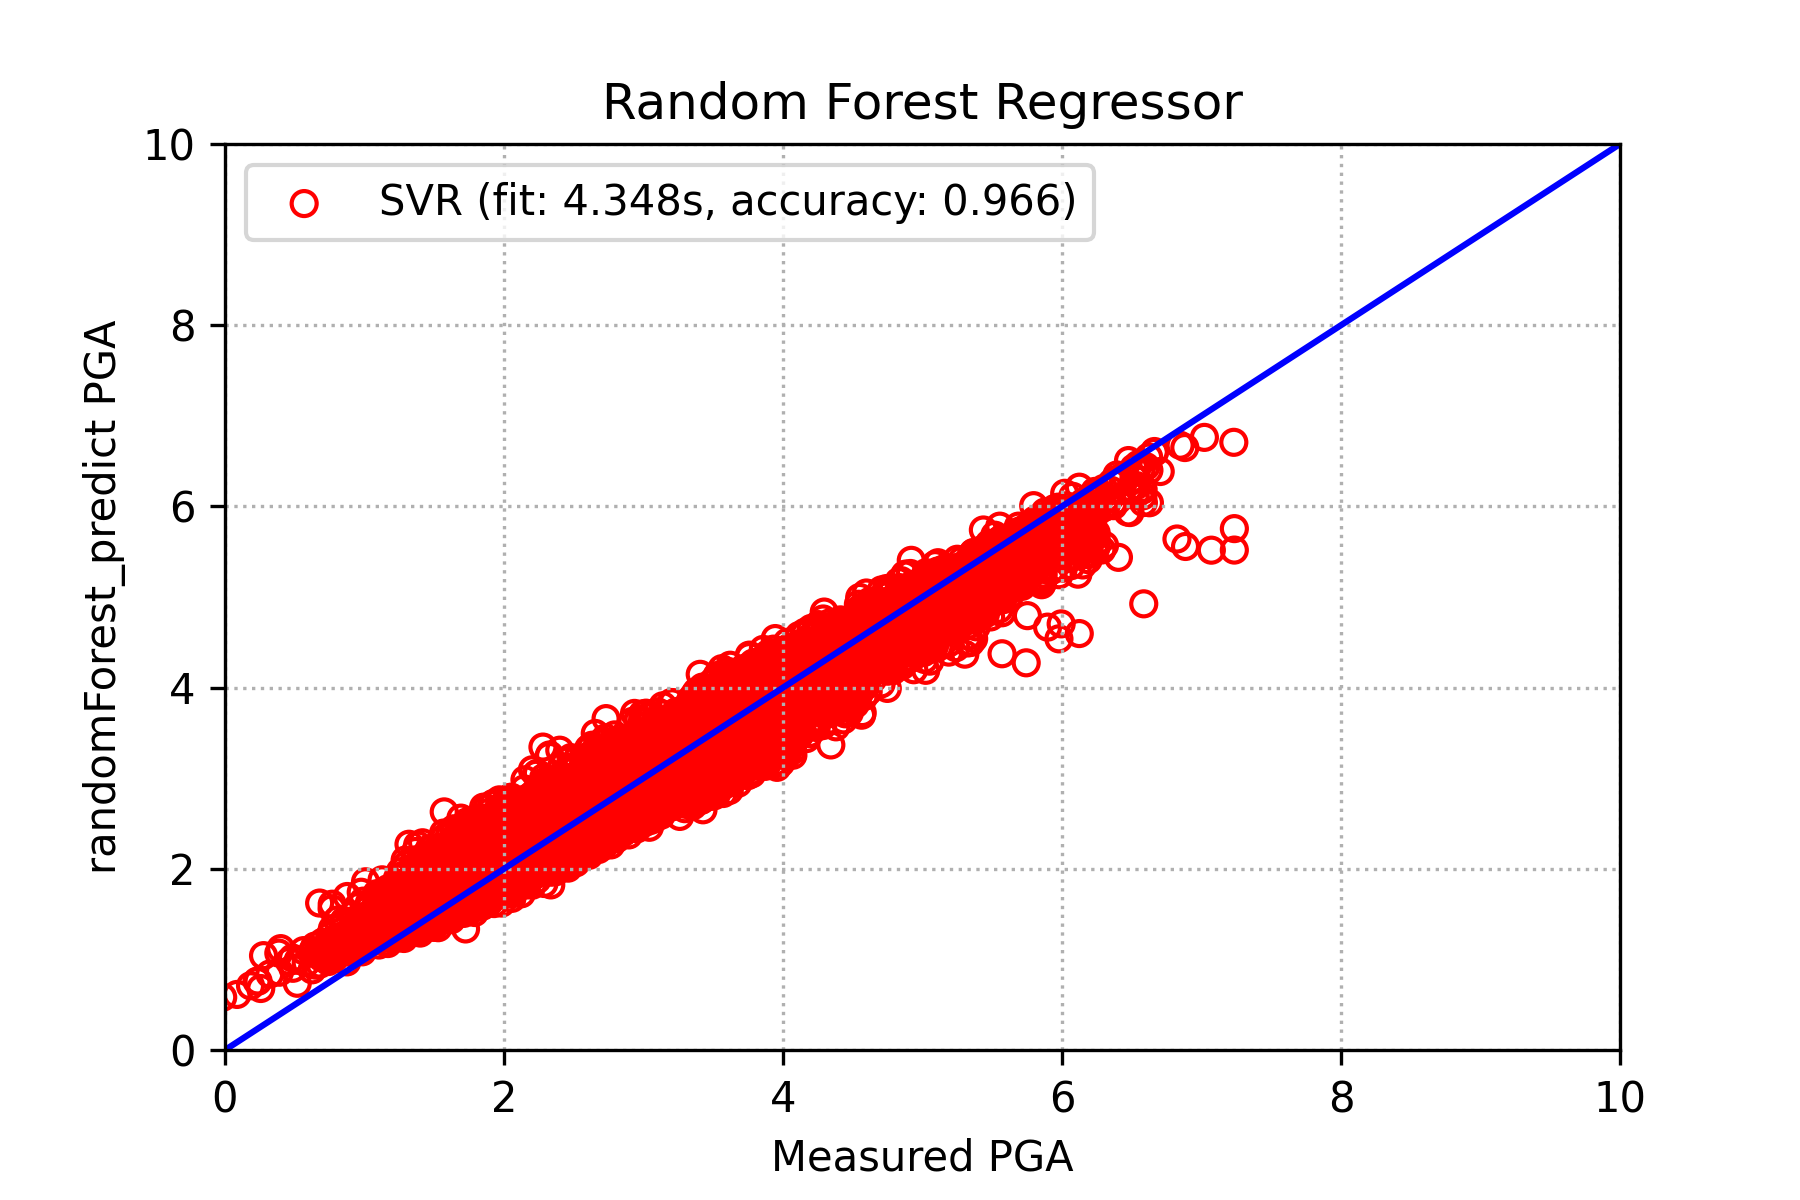 Random Forest Regressor
SVR (fit: 4.348s, accuracy: 0.966)
randomForest_predict PGA
10
8
6
4
2
0
0 2 4 6 8 10
Measured PGA